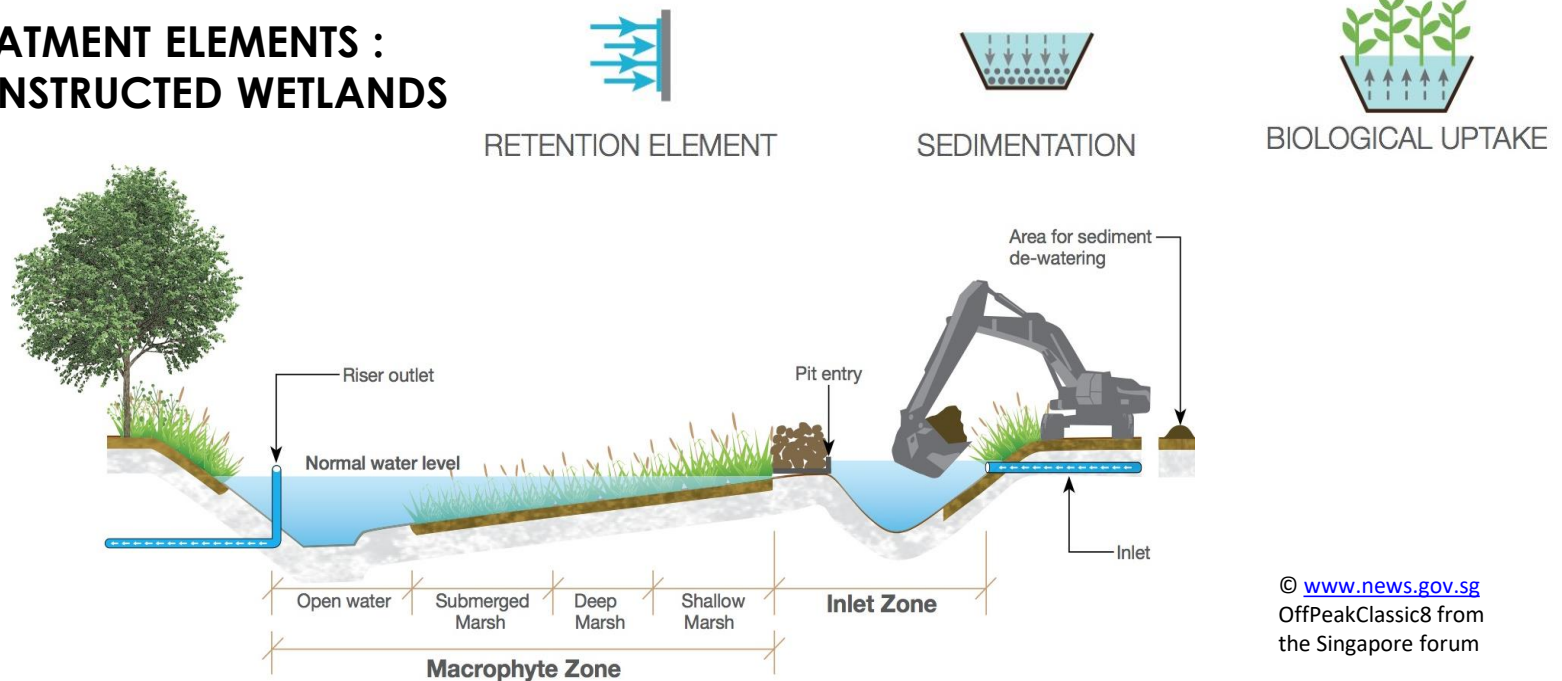 EATMENT ELEMENTS :
NSTRUCTED WETLANDS
RETENTION ELEMENT
SEDIMENTATION
BIOLOGICAL UPTAKE
Area for sediment
de-watering
Riser outlet
Pit entry
Normal water level
Inlet
Open water
Submerged
Marsh
Deep
Marsh
Shallow
Marsh
Inlet Zone
Macrophyte Zone
© www.news.gov.sg
OffPeakClassic8 from
the Singapore forum